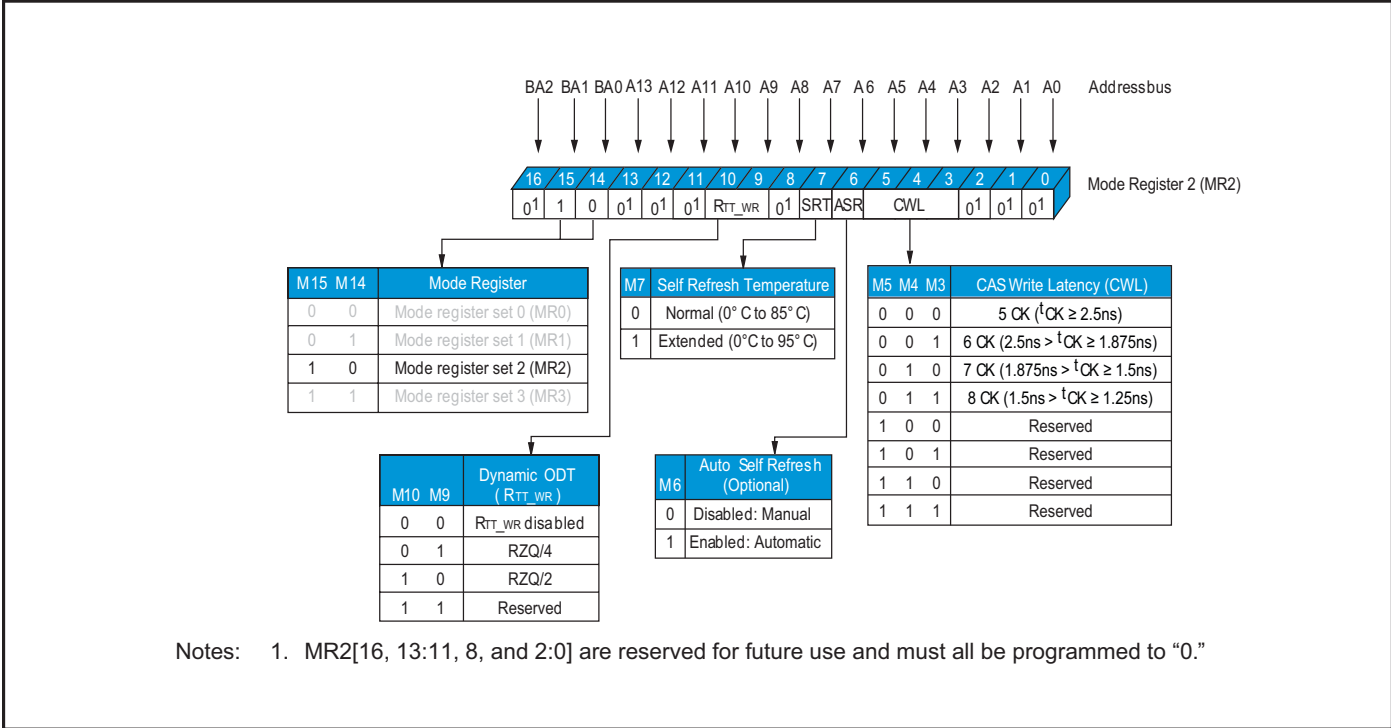 BA2 BA1 BA0 A13 A12 A11 A10 A9 A8 A7 A6 A5 A4 A3 A2 A1 A0 Addressbus
16 15 14 13 12 11 10 9 8 7 6 5 4 3 2 1 0
Mode Register 2 (MR2)
0¹ 1 0 0¹ 0¹ 0¹ RTT_WR 0¹ SRT ASR CWL 0¹ 0¹ 0¹
M15 M14 Mode Register
0 0 Mode register set 0 (MR0)
0 1 Mode register set 1 (MR1)
1 0 Mode register set 2 (MR2)
1 1 Mode register set 3 (MR3)
M7 Self Refresh Temperature
0 Normal (0° C to 85° C)
1 Extended (0°C to 95° C)
M5 M4 M3 CAS Write Latency (CWL)
0 0 0 5 CK (ᵗCK ≥ 2.5ns)
0 0 1 6 CK (2.5ns > ᵗCK ≥ 1.875ns)
0 1 0 7 CK (1.875ns > ᵗCK ≥ 1.5ns)
0 1 1 8 CK (1.5ns > ᵗCK ≥ 1.25ns)
1 0 0 Reserved
1 0 1 Reserved
1 1 0 Reserved
1 1 1 Reserved
M10 M9 Dynamic ODT
(RTT_WR)
0 0 RTT_WR disabled
0 1 RZQ/4
1 0 RZQ/2
1 1 Reserved
M6 Auto Self Refresh
(Optional)
0 Disabled: Manual
1 Enabled: Automatic
Notes: 1. MR2[16, 13:11, 8, and 2:0] are reserved for future use and must all be programmed to “0.”